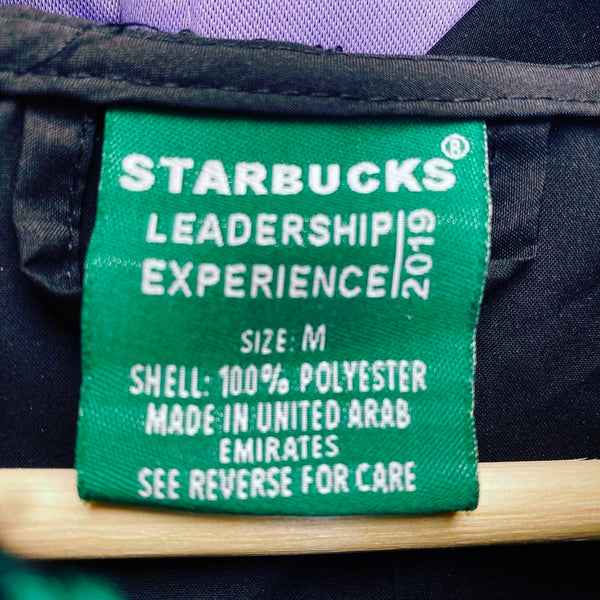 STARBUCKS®
LEADERSHIP
EXPERIENCE
2019
SIZE: M
SHELL: 100% POLYESTER
MADE IN UNITED ARAB
EMIRATES
SEE REVERSE FOR CARE